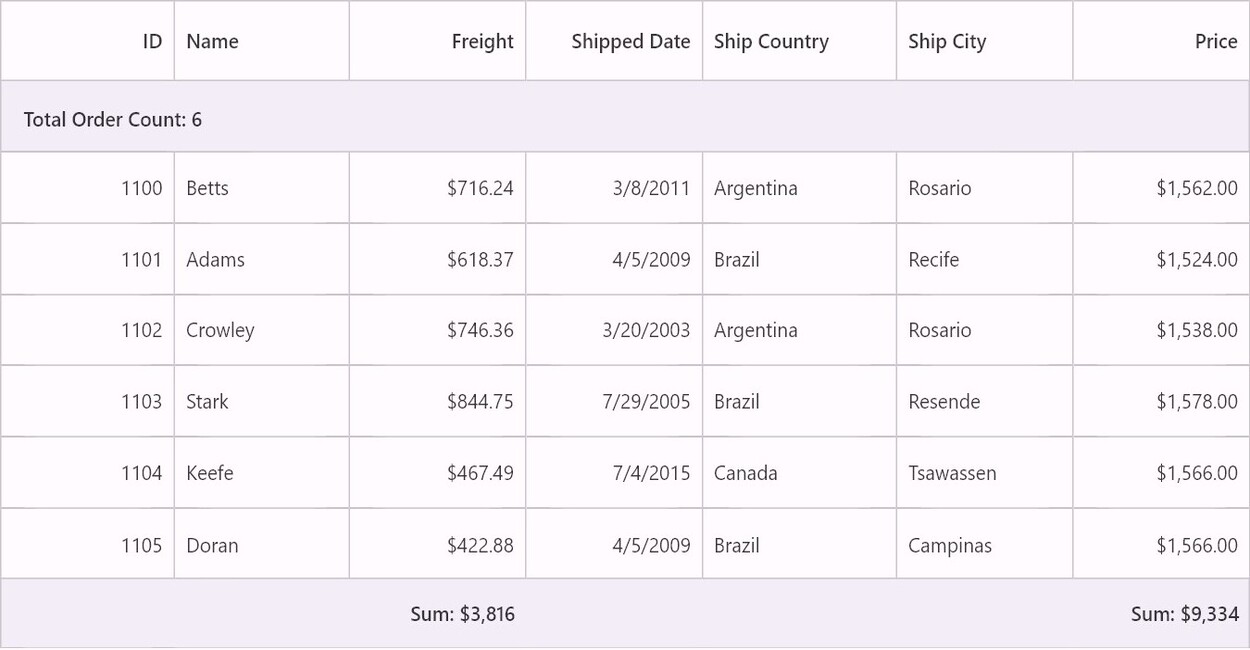 ID Name Freight Shipped Date Ship Country Ship City Price
Total Order Count: 6
1100 Betts $716.24 3/8/2011 Argentina Rosario $1,562.00
1101 Adams $618.37 4/5/2009 Brazil Recife $1,524.00
1102 Crowley $746.36 3/20/2003 Argentina Rosario $1,538.00
1103 Stark $844.75 7/29/2005 Brazil Resende $1,578.00
1104 Keefe $467.49 7/4/2015 Canada Tsawassen $1,566.00
1105 Doran $422.88 4/5/2009 Brazil Campinas $1,566.00
Sum: $3,816 Sum: $9,334